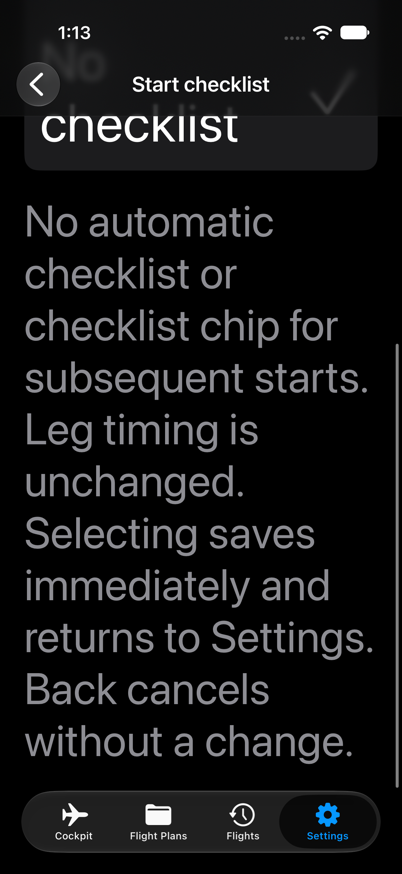 1:13
No
Start checklist
checklist
No automatic
checklist or
checklist chip for
subsequent starts.
Leg timing is
unchanged.
Selecting saves
immediately and
returns to Settings.
Back cancels
without a change.
Cockpit
Flight Plans
Flights
Settings